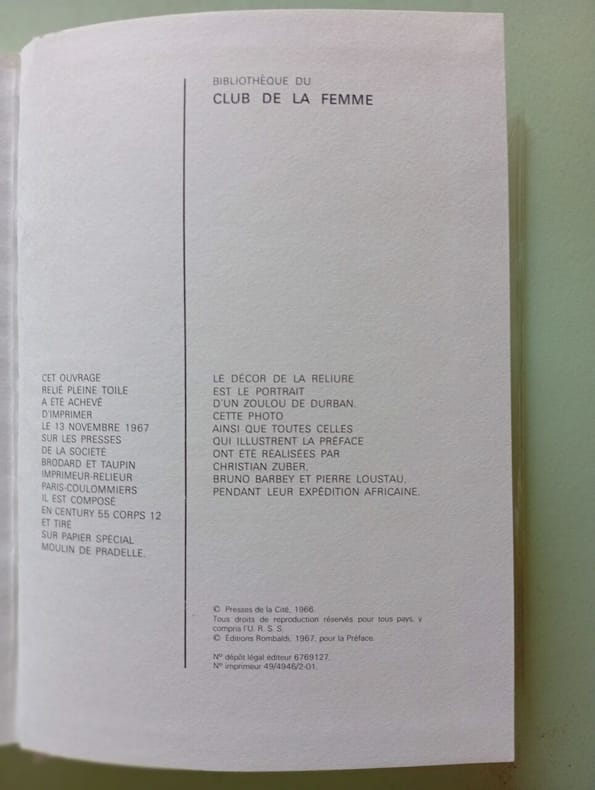 BIBLIOTHÈQUE DU
CLUB DE LA FEMME
CET OUVRAGE
RELIÉ PLEINE TOILE
A ÉTÉ ACHEVÉ
D'IMPRIMER
LE 13 NOVEMBRE 1967
SUR LES PRESSES
DE LA SOCIÉTÉ
BRODARD ET TAUPIN
IMPRIMEUR-RELIEUR
PARIS-COULOMMIERS
IL EST COMPOSÉ
EN CENTURY 55 CORPS 12
ET TIRÉ
SUR PAPIER SPÉCIAL
MOULIN DE PRADELLE.
LE DÉCOR DE LA RELIURE
EST LE PORTRAIT
D'UN ZOULOU DE DURBAN.
CETTE PHOTO
AINSI QUE TOUTES CELLES
QUI ILLUSTRENT LA PRÉFACE
ONT ÉTÉ RÉALISÉES PAR
CHRISTIAN ZUBER,
BRUNO BARBEY ET PIERRE LOUSTAU,
PENDANT LEUR EXPÉDITION AFRICAINE.
© Presses de la Cité, 1966.
Tous droits de reproduction réservés pour tous pays, y
compris l'U. R. S. S.
© Editions Rombaldi, 1967, pour la Préface.
Nº dépôt légal éditeur 6769127.
Nº imprimeur 49/4946/2-01.